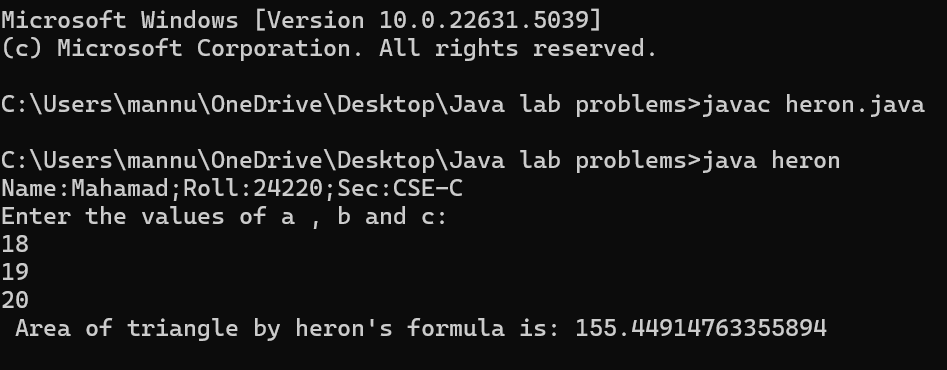 Microsoft Windows [Version 10.0.22631.5039]
(c) Microsoft Corporation. All rights reserved.
C:\Users\mannu\OneDrive\Desktop\Java lab problems>javac heron.java
C:\Users\mannu\OneDrive\Desktop\Java lab problems>java heron
Name:Mahamad;Roll:24220;Sec:CSE-C
Enter the values of a , b and c:
18
19
20
 Area of triangle by heron's formula is: 155.44914763355894